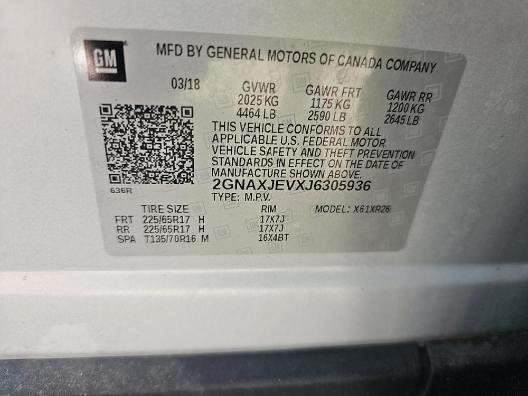 GM
MFD BY GENERAL MOTORS OF CANADA COMPANY
03/18 GVWR GAWR FRT GAWR RR
2025 KG 1175 KG 1200 KG
4464 LB 2590 LB 2645 LB
THIS VEHICLE CONFORMS TO ALL
APPLICABLE U.S. FEDERAL MOTOR
VEHICLE SAFETY AND THEFT PREVENTION
STANDARDS IN EFFECT ON THE DATE OF
MANUFACTURE SHOWN ABOVE.
636R 2GNAXJEVXJ6305936
TYPE: M.P.V.
TIRE SIZE RIM MODEL: X61XR26
FRT 225/65R17 H 17X7J
RR 225/65R17 H 17X7J
SPA T135/70R16 M 16X4BT